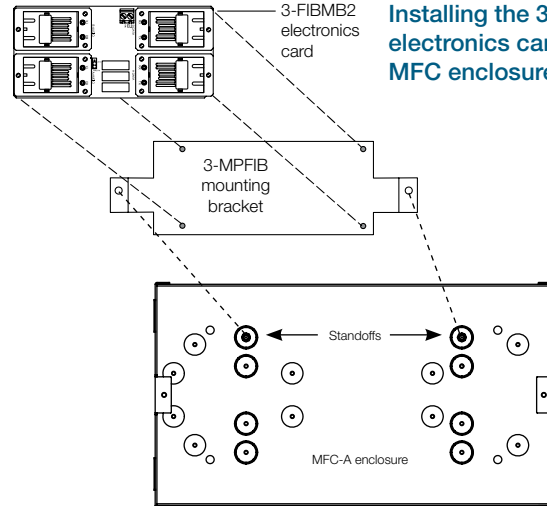 3-FIBMB2
electronics
card
Installing the 3
electronics car
MFC enclosure
3-MPFIB
mounting
bracket
Standoffs
MFC-A enclosure